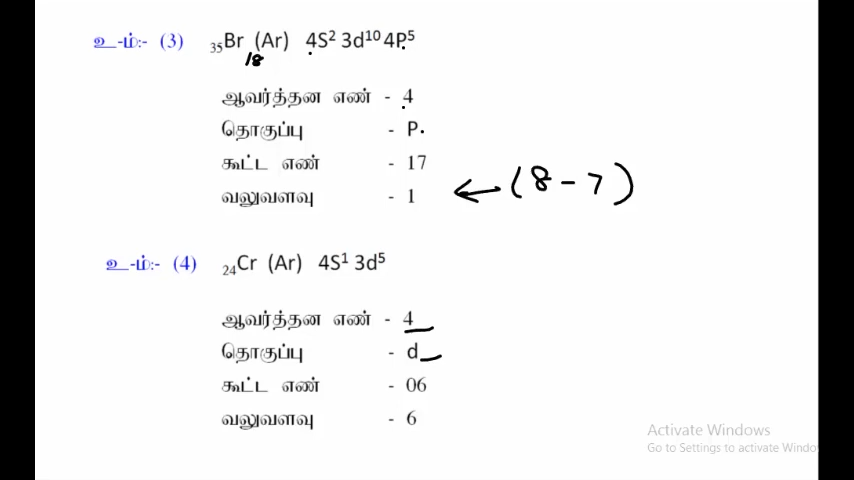 உ-ம்:- (3) ₃₅Br (Ar) 4S² 3d¹⁰ 4P⁵
18
ஆவர்த்தன எண் - 4
தொகுப்பு - P
கூட்ட எண் - 17
வலுவளவு - 1 ← (8 - 7)
உ-ம்:- (4) ₂₄Cr (Ar) 4S¹ 3d⁵
ஆவர்த்தன எண் - 4
தொகுப்பு - d
கூட்ட எண் - 06
வலுவளவு - 6
Activate Windows
Go to Settings to activate Windo